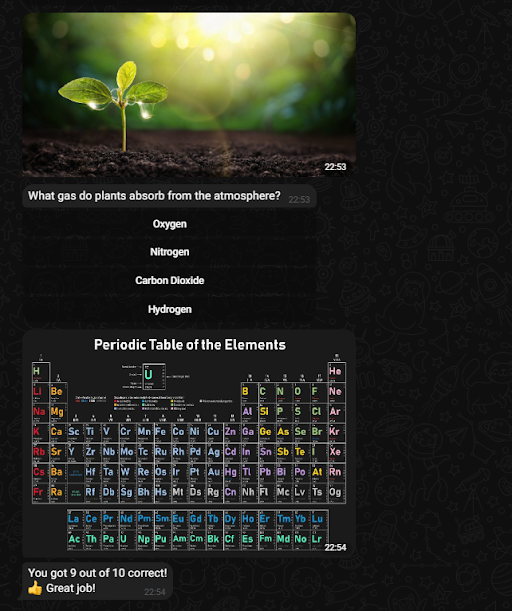 22:53
What gas do plants absorb from the atmosphere? 22:53
Oxygen
Nitrogen
Carbon Dioxide
Hydrogen
Periodic Table of the Elements
U
H He
Li Be B C N O F Ne
Na Mg Al Si P S Cl Ar
K Ca Sc Ti V Cr Mn Fe Co Ni Cu Zn Ga Ge As Se Br Kr
Rb Sr Y Zr Nb Mo Tc Ru Rh Pd Ag Cd In Sn Sb Te I Xe
Cs Ba Hf Ta W Re Os Ir Pt Au Hg Tl Pb Bi Po At Rn
Fr Ra Rf Db Sg Bh Hs Mt Ds Rg Cn Nh Fl Mc Lv Ts Og
La Ce Pr Nd Pm Sm Eu Gd Tb Dy Ho Er Tm Yb Lu
Ac Th Pa U Np Pu Am Cm Bk Cf Es Fm Md No Lr
22:54
You got 9 out of 10 correct!
👍 Great job! 22:54